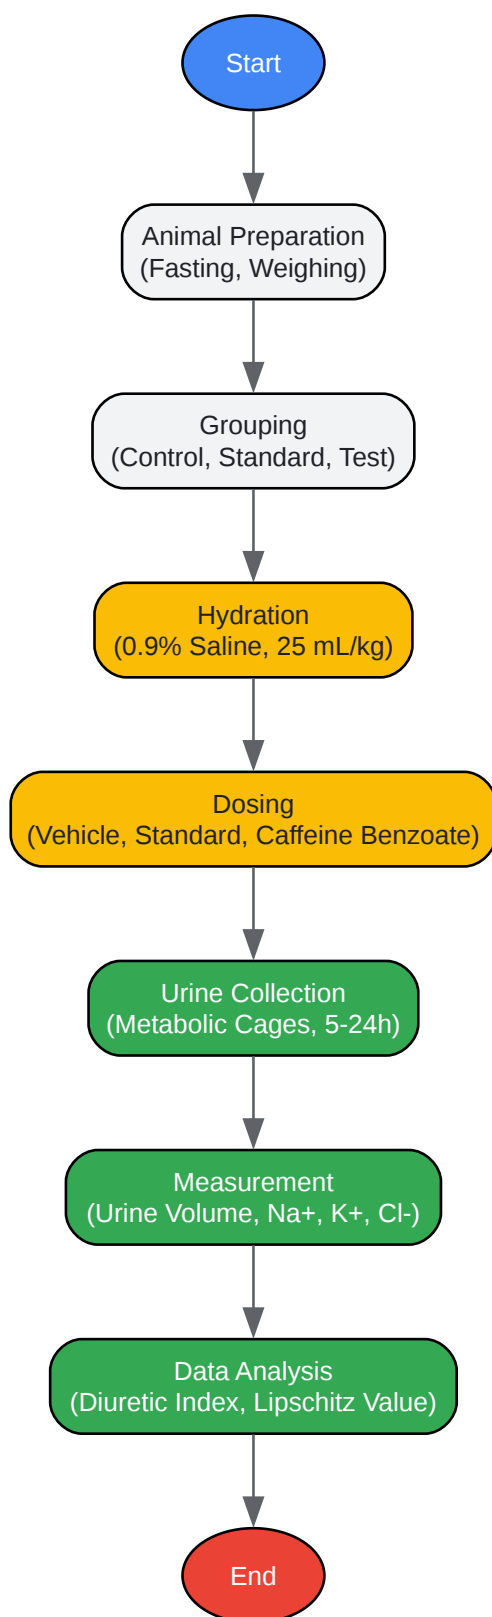 Start
Animal Preparation
(Fasting, Weighing)
Grouping
(Control, Standard, Test)
Hydration
(0.9% Saline, 25 mL/kg)
Dosing
(Vehicle, Standard, Caffeine Benzoate)
Urine Collection
(Metabolic Cages, 5-24h)
Measurement
(Urine Volume, Na+, K+, Cl-)
Data Analysis
(Diuretic Index, Lipschitz Value)
End